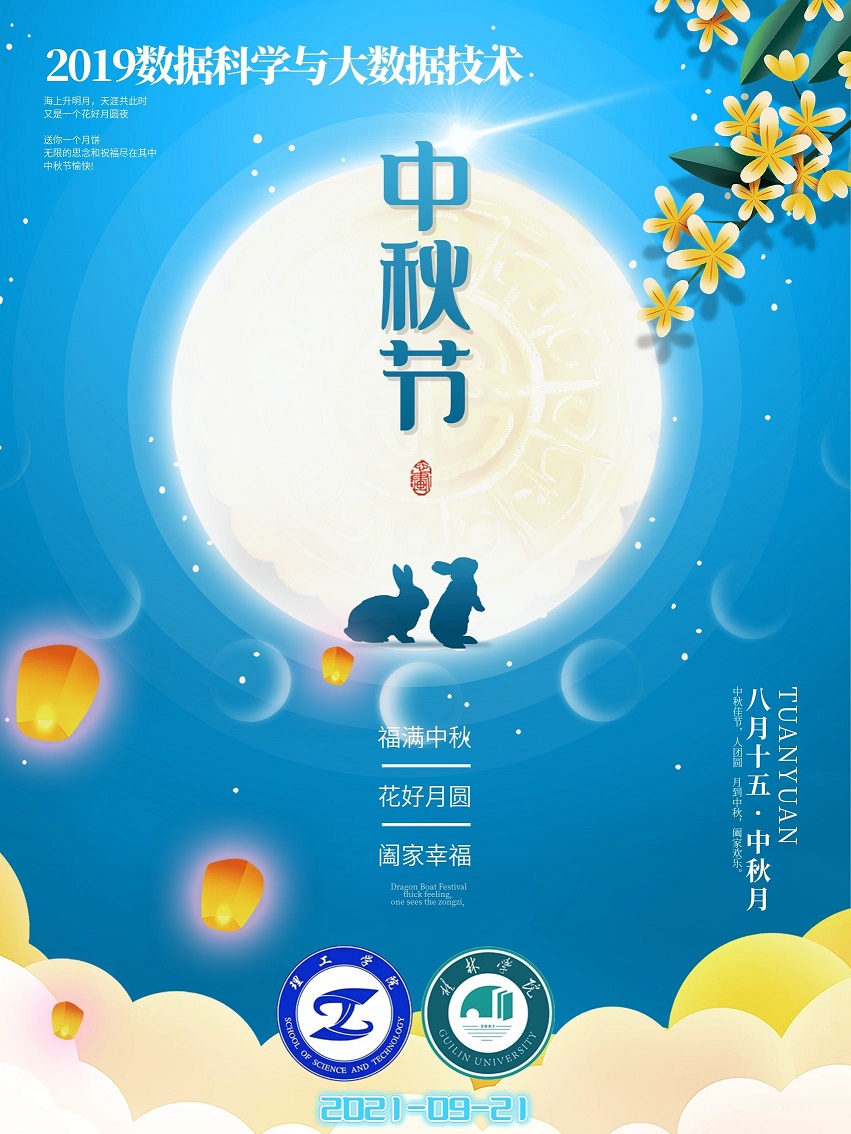 2019数据科学与大数据技术
海上升明月，天涯共此时
又是一个花好月圆夜
送你一个月饼
无限的思念和祝福尽在其中
中秋节愉快!
中秋节
福满中秋
花好月圆
阖家幸福
Dragon Boat Festival
thick feeling,
one sees the zongzi,
TUANYUAN
八月十五·中秋月
中秋佳节，人团圆 月到中秋，阖家欢乐。
理工学院
SCHOOL OF SCIENCE AND TECHNOLOGY
桂林学院
2001
GUILIN UNIVERSITY
2021-09-21